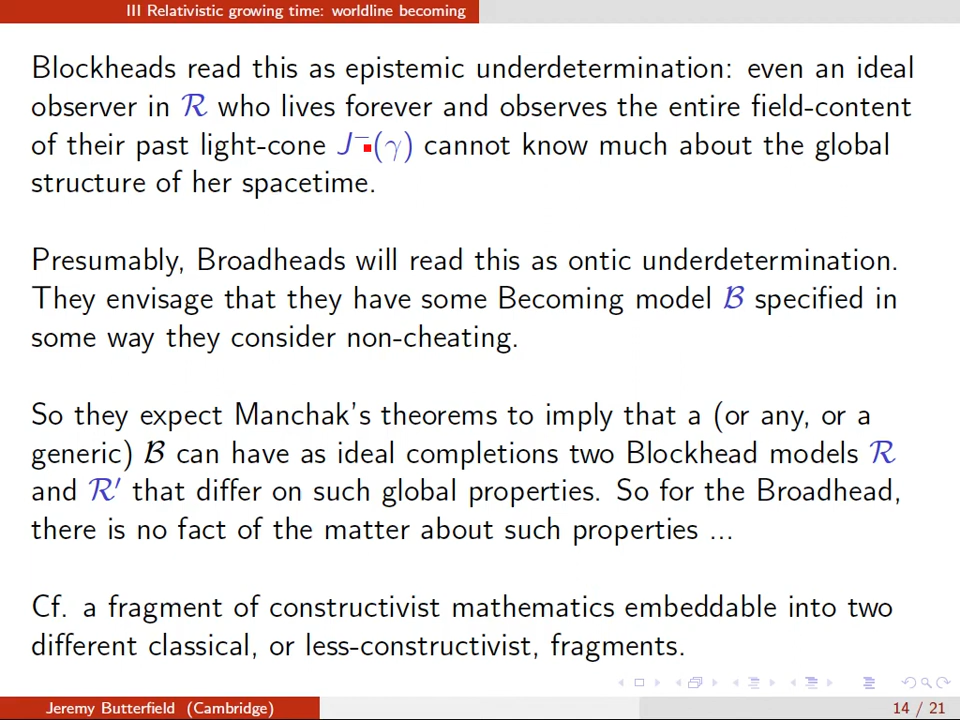 III Relativistic growing time: worldline becoming
Blockheads read this as epistemic underdetermination: even an ideal
observer in ℛ who lives forever and observes the entire field-content
of their past light-cone J⁻(γ) cannot know much about the global
structure of her spacetime.
Presumably, Broadheads will read this as ontic underdetermination.
They envisage that they have some Becoming model ℬ specified in
some way they consider non-cheating.
So they expect Manchak's theorems to imply that a (or any, or a
generic) ℬ can have as ideal completions two Blockhead models ℛ
and ℛ′ that differ on such global properties. So for the Broadhead,
there is no fact of the matter about such properties ...
Cf. a fragment of constructivist mathematics embeddable into two
different classical, or less-constructivist, fragments.
Jeremy Butterfield (Cambridge)
14 / 21